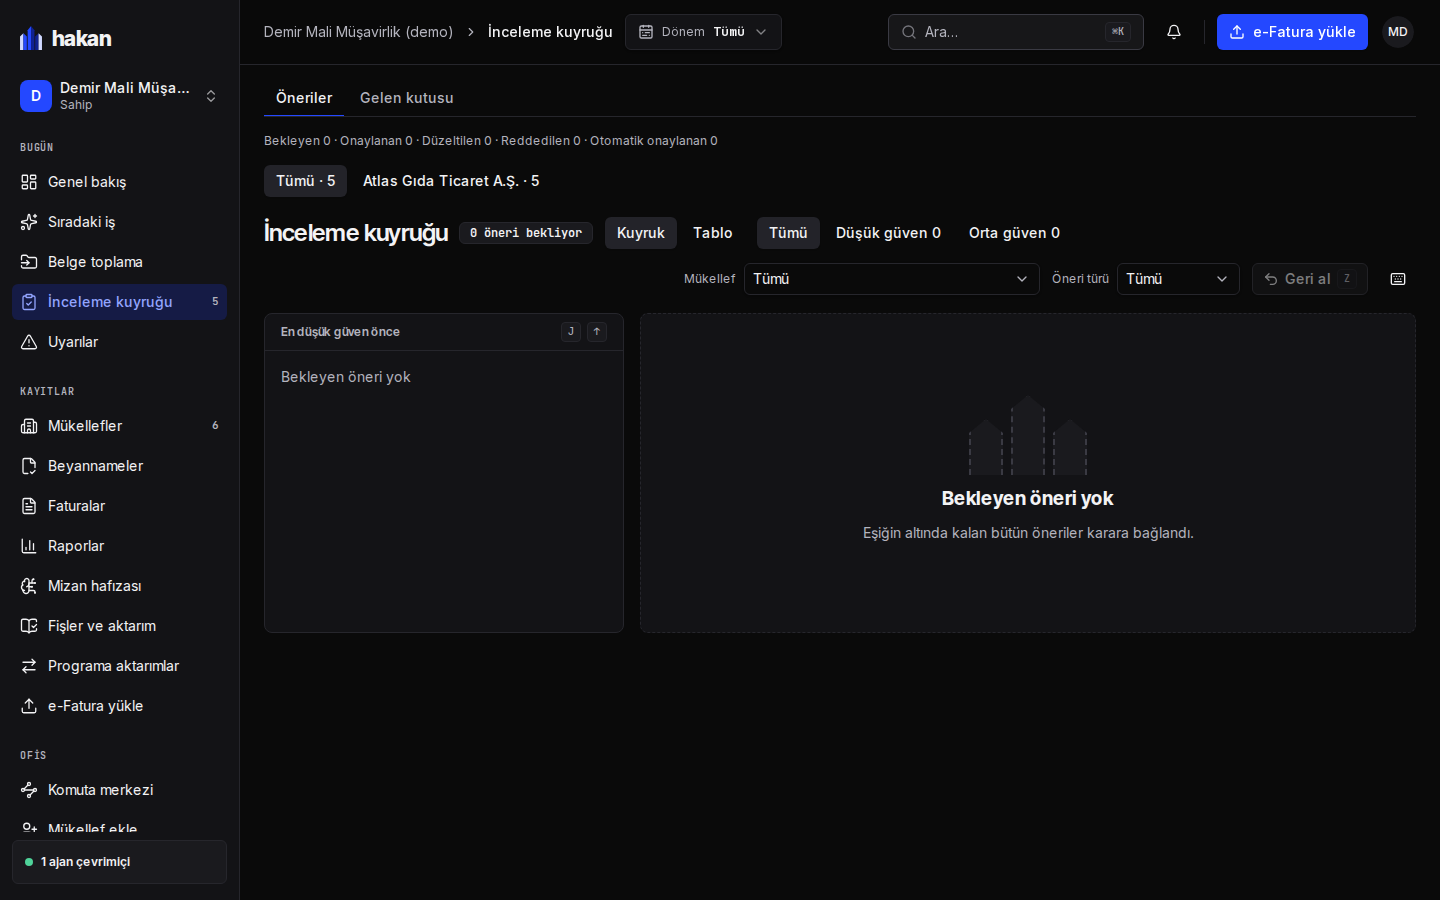 hakan
Demir Mali Müşavirlik (demo) > İnceleme kuyruğu
Dönem Tümü
Ara...
⌘K
e-Fatura yükle
MD
D
Demir Mali Müşa...
Sahip
BUGÜN
Genel bakış
Sıradaki iş
Belge toplama
İnceleme kuyruğu 5
Uyarılar
KAYITLAR
Mükellefler 6
Beyannameler
Faturalar
Raporlar
Mizan hafızası
Fişler ve aktarım
Programa aktarımlar
e-Fatura yükle
OFİS
Komuta merkezi
Mükellef ekle
1 ajan çevrimiçi
Öneriler
Gelen kutusu
Bekleyen 0 · Onaylanan 0 · Düzeltilen 0 · Reddedilen 0 · Otomatik onaylanan 0
Tümü · 5
Atlas Gıda Ticaret A.Ş. · 5
İnceleme kuyruğu
0 öneri bekliyor
Kuyruk
Tablo
Tümü
Düşük güven 0
Orta güven 0
Mükellef
Tümü
Öneri türü
Tümü
Geri al Z
En düşük güven önce
J ↑
Bekleyen öneri yok
Bekleyen öneri yok
Eşiğin altında kalan bütün öneriler karara bağlandı.